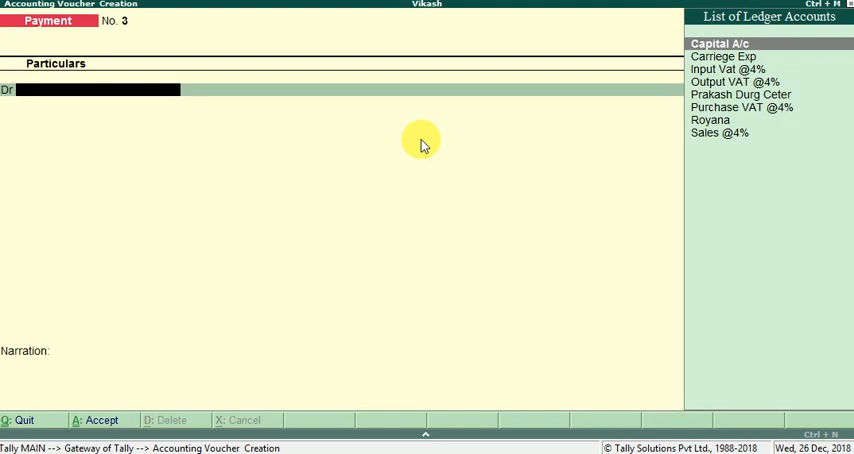 Accounting Voucher Creation Vikash Ctrl + M x
Payment No. 3
List of Ledger Accounts
Particulars
Capital A/c
Carriege Exp
Input Vat @4%
Output VAT @4%
Prakash Durg Ceter
Purchase VAT @4%
Royana
Sales @4%
Dr
Narration:
Q: Quit A: Accept D: Delete X: Cancel
Ctrl + N
Tally MAIN --> Gateway of Tally --> Accounting Voucher Creation © Tally Solutions Pvt Ltd., 1988-2018 Wed, 26 Dec, 2018